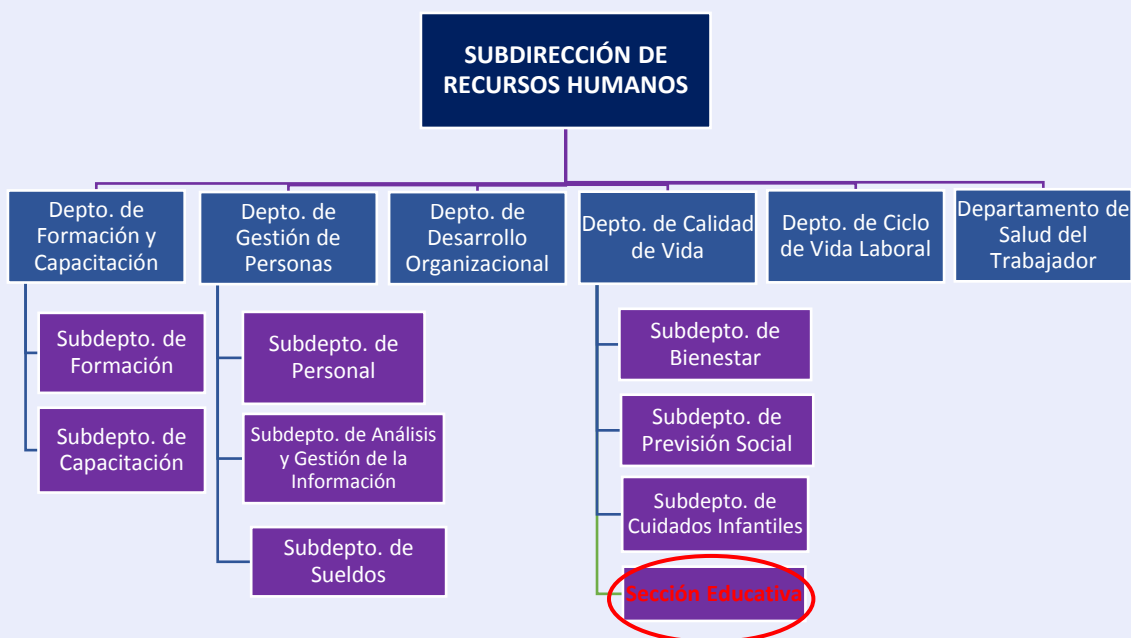 SUBDIRECCIÓN DE
RECURSOS HUMANOS
Depto. de
Formación y
Capacitación
Depto. de
Gestión de
Personas
Depto. de
Desarrollo
Organizacional
Depto. de Calidad
de Vida
Depto. de Ciclo
de Vida Laboral
Departamento de
Salud del
Trabajador
Subdepto. de
Formación
Subdepto. de
Capacitación
Subdepto. de
Personal
Subdepto. de Análisis
y Gestión de la
Información
Subdepto. de
Sueldos
Subdepto. de
Bienestar
Subdepto. de
Previsión Social
Subdepto. de
Cuidados Infantiles
Sección Educativa